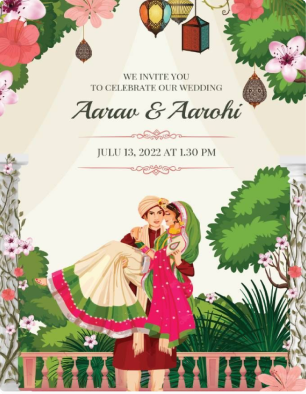 WE INVITE YOU
TO CELEBRATE OUR WEDDING
Aarav & Aarohi
JULU 13, 2022 AT 1.30 PM